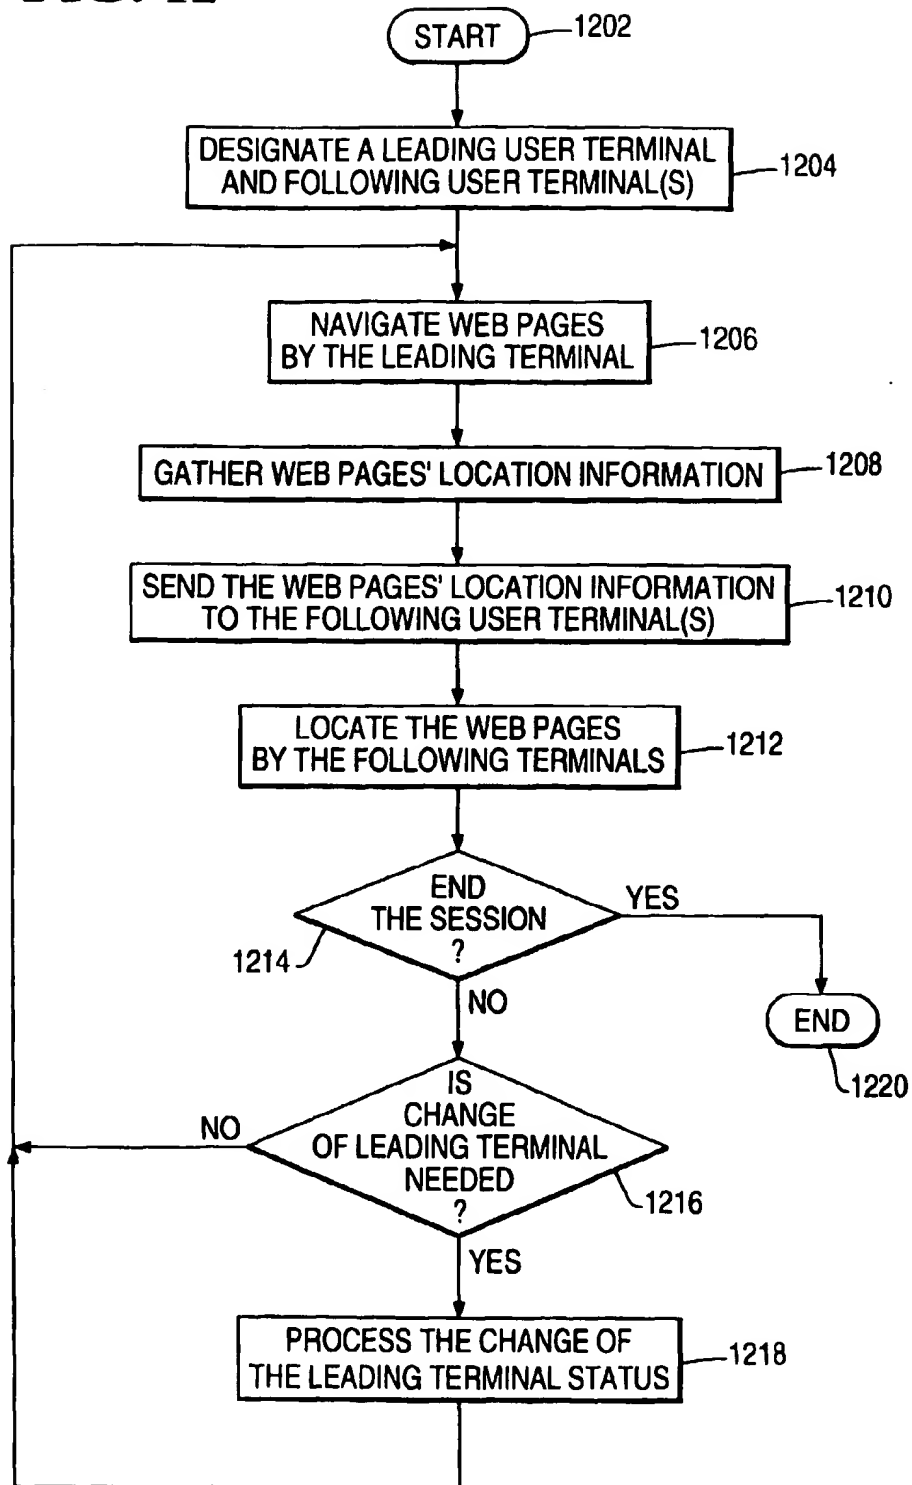 START
1202
DESIGNATE A LEADING USER TERMINAL
AND FOLLOWING USER TERMINAL(S)
1204
NAVIGATE WEB PAGES
BY THE LEADING TERMINAL
1206
GATHER WEB PAGES' LOCATION INFORMATION
1208
SEND THE WEB PAGES' LOCATION INFORMATION
TO THE FOLLOWING USER TERMINAL(S)
1210
LOCATE THE WEB PAGES
BY THE FOLLOWING TERMINALS
1212
END
THE SESSION
?
1214
YES
NO
END
1220
IS
CHANGE
OF LEADING TERMINAL
NEEDED
?
1216
NO
YES
PROCESS THE CHANGE OF
THE LEADING TERMINAL STATUS
1218